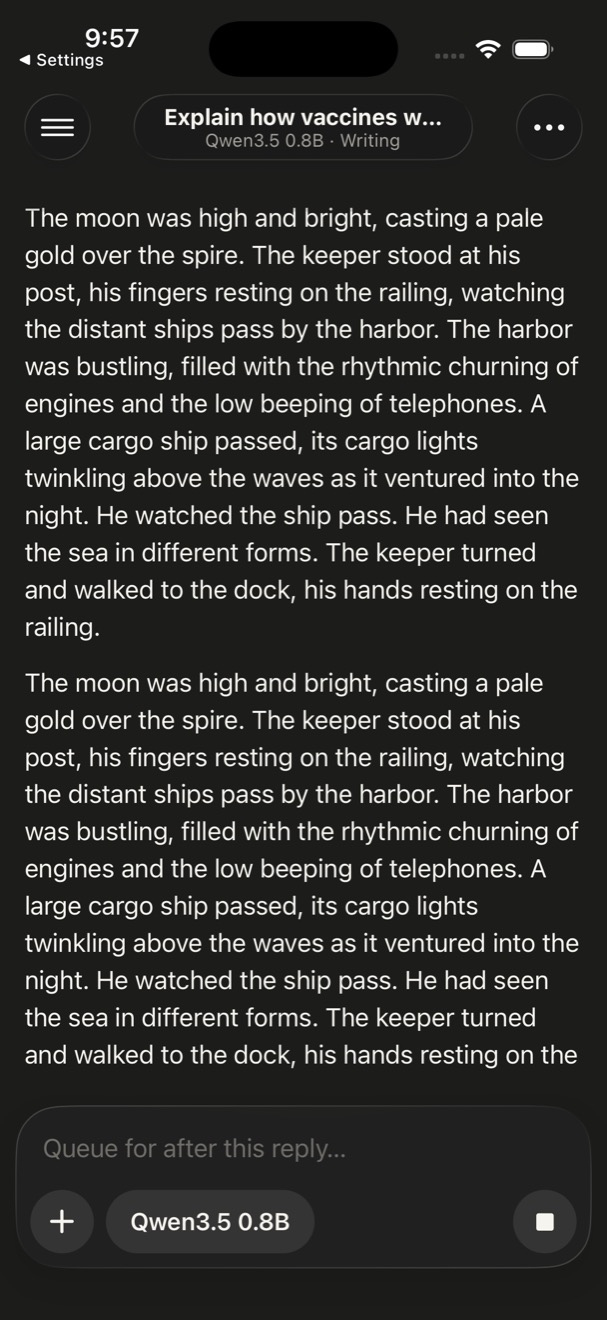 9:57
◀ Settings
Explain how vaccines w...
Qwen3.5 0.8B · Writing
The moon was high and bright, casting a pale
gold over the spire. The keeper stood at his
post, his fingers resting on the railing, watching
the distant ships pass by the harbor. The harbor
was bustling, filled with the rhythmic churning of
engines and the low beeping of telephones. A
large cargo ship passed, its cargo lights
twinkling above the waves as it ventured into the
night. He watched the ship pass. He had seen
the sea in different forms. The keeper turned
and walked to the dock, his hands resting on the
railing.
The moon was high and bright, casting a pale
gold over the spire. The keeper stood at his
post, his fingers resting on the railing, watching
the distant ships pass by the harbor. The harbor
was bustling, filled with the rhythmic churning of
engines and the low beeping of telephones. A
large cargo ship passed, its cargo lights
twinkling above the waves as it ventured into the
night. He watched the ship pass. He had seen
the sea in different forms. The keeper turned
and walked to the dock, his hands resting on the
Queue for after this reply...
Qwen3.5 0.8B